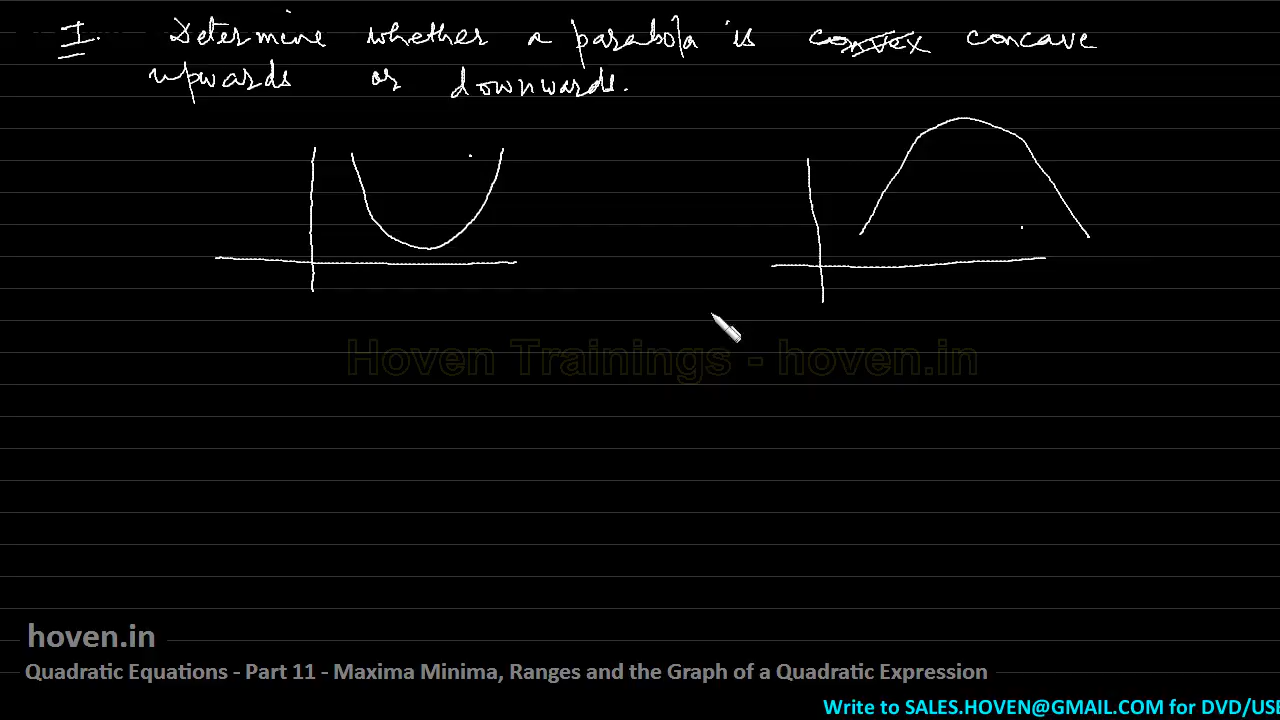 I. Determine whether a parabola is convex concave
upwards or downwards.
Hoven Trainings - hoven.in
hoven.in
Quadratic Equations - Part 11 - Maxima Minima, Ranges and the Graph of a Quadratic Expression
Write to SALES.HOVEN@GMAIL.COM for DVD/USB